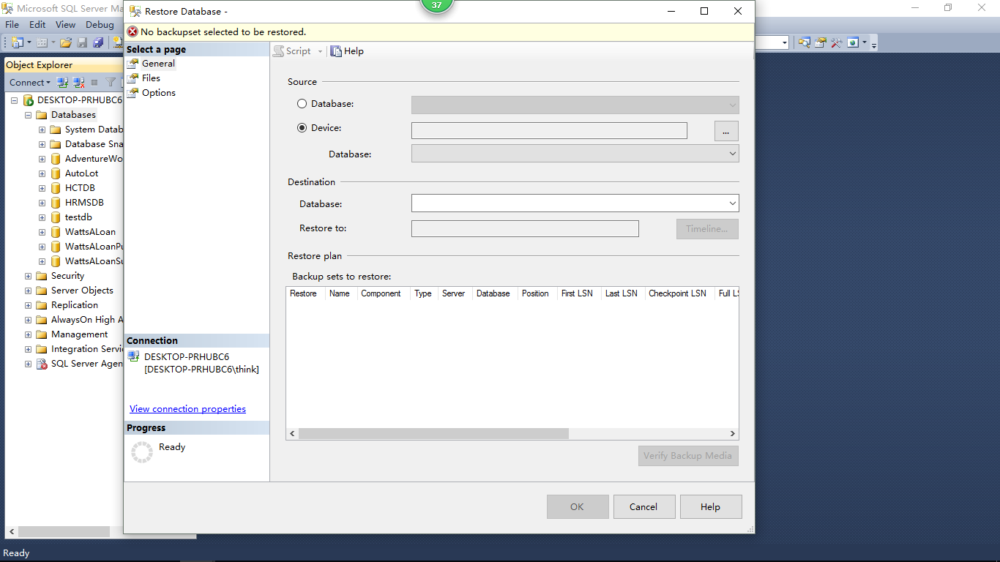 Microsoft SQL Server Ma
File Edit View Debug
Object Explorer
Connect
DESKTOP-PRHUBC6
Databases
System Datab
Database Sna
AdventureWo
AutoLot
HCTDB
HRMSDB
testdb
WattsALoan
WattsALoanPu
WattsALoanSu
Security
Server Objects
Replication
AlwaysOn High A
Management
Integration Servi
SQL Server Agen
Ready
37
Restore Database -
No backupset selected to be restored.
Select a page
General
Files
Options
Connection
DESKTOP-PRHUBC6
[DESKTOP-PRHUBC6\think]
View connection properties
Progress
Ready
Script Help
Source
Database:
Device:
...
Database:
Destination
Database:
Restore to:
Timeline...
Restore plan
Backup sets to restore:
Restore Name Component Type Server Database Position First LSN Last LSN Checkpoint LSN Full LS
Verify Backup Media
OK Cancel Help